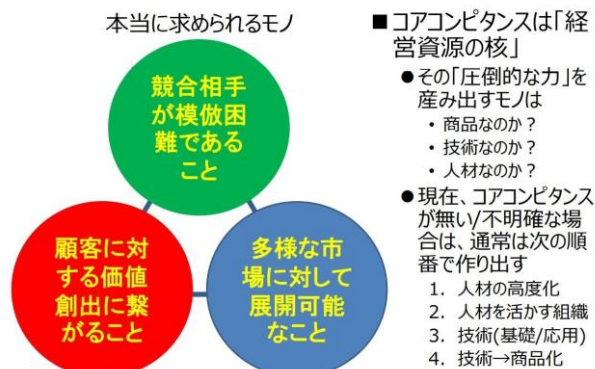 本当に求められるモノ
競合相手
が模倣困
難である
こと
顧客に対
する価値
創出に繋
がること
多様な市
場に対して
展開可能
なこと
■コアコンピタンスは「経
営資源の核」
●その「圧倒的な力」を
産み出すモノは
・商品なのか？
・技術なのか？
・人材なのか？
●現在、コアコンピタンス
が無い/不明確な場
合は、通常は次の順
番で作り出す
1. 人材の高度化
2. 人材を活かす組織
3. 技術(基礎/応用)
4. 技術→商品化